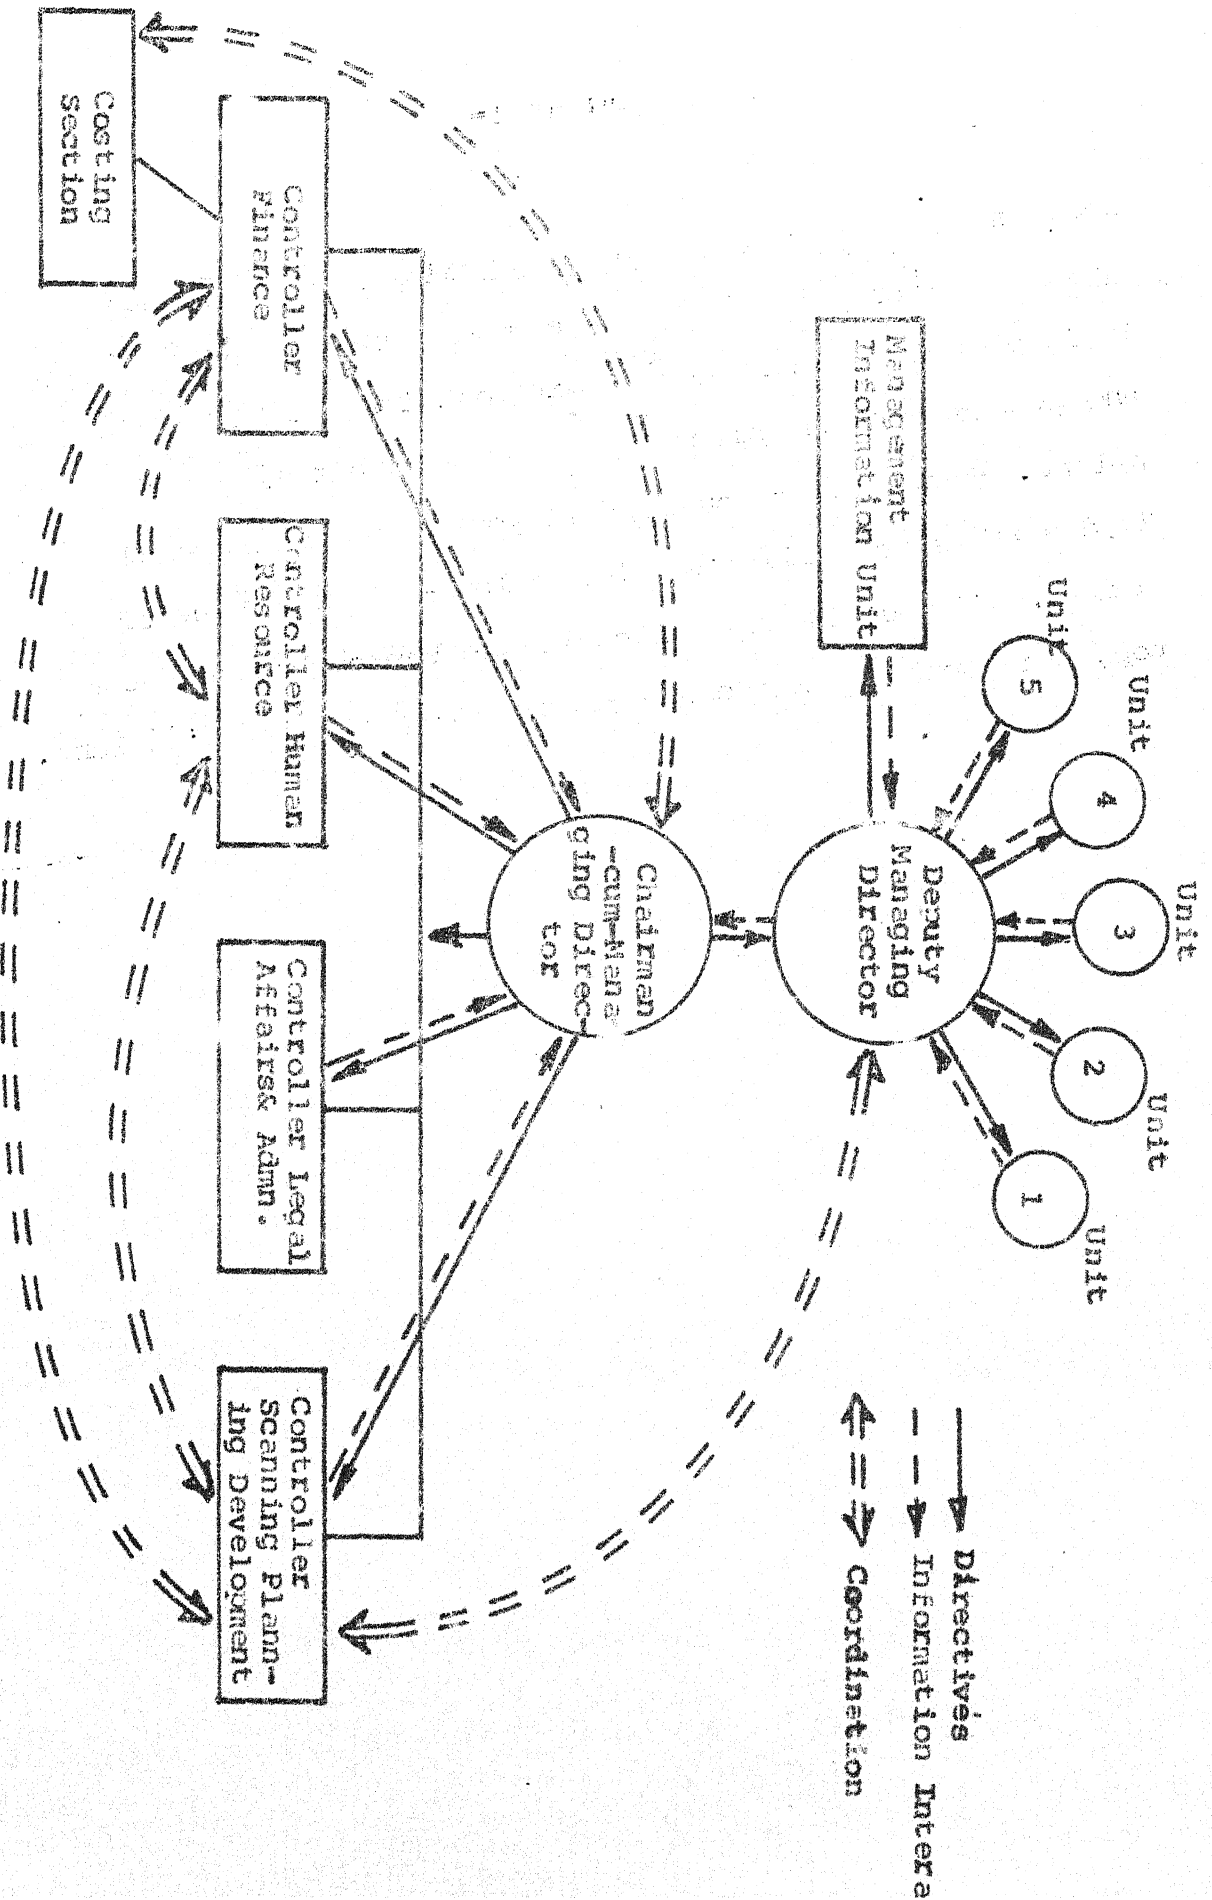 Unit
1
Unit
2
Unit
3
Unit
4
Unit
5
Directives
Information Intera
Coordination
Deputy
Managing
Director
Management
Information Unit
Chairman
-cum-Mana-
ging Direc-
tor
Controller
Finance
Controller Human
Resource
Controller Legal
Affairs& Admn.
Controller
Scanning Plann-
ing Development
Costing
Section